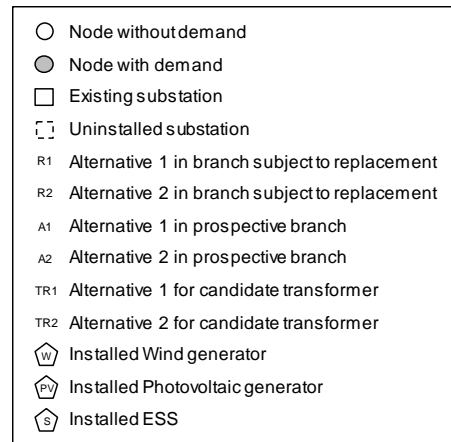 Node without demand
Node with demand
Existing substation
Uninstalled substation
R1 Alternative 1 in branch subject to replacement
R2 Alternative 2 in branch subject to replacement
A1 Alternative 1 in prospective branch
A2 Alternative 2 in prospective branch
TR1 Alternative 1 for candidate transformer
TR2 Alternative 2 for candidate transformer
W Installed Wind generator
PV Installed Photovoltaic generator
S Installed ESS